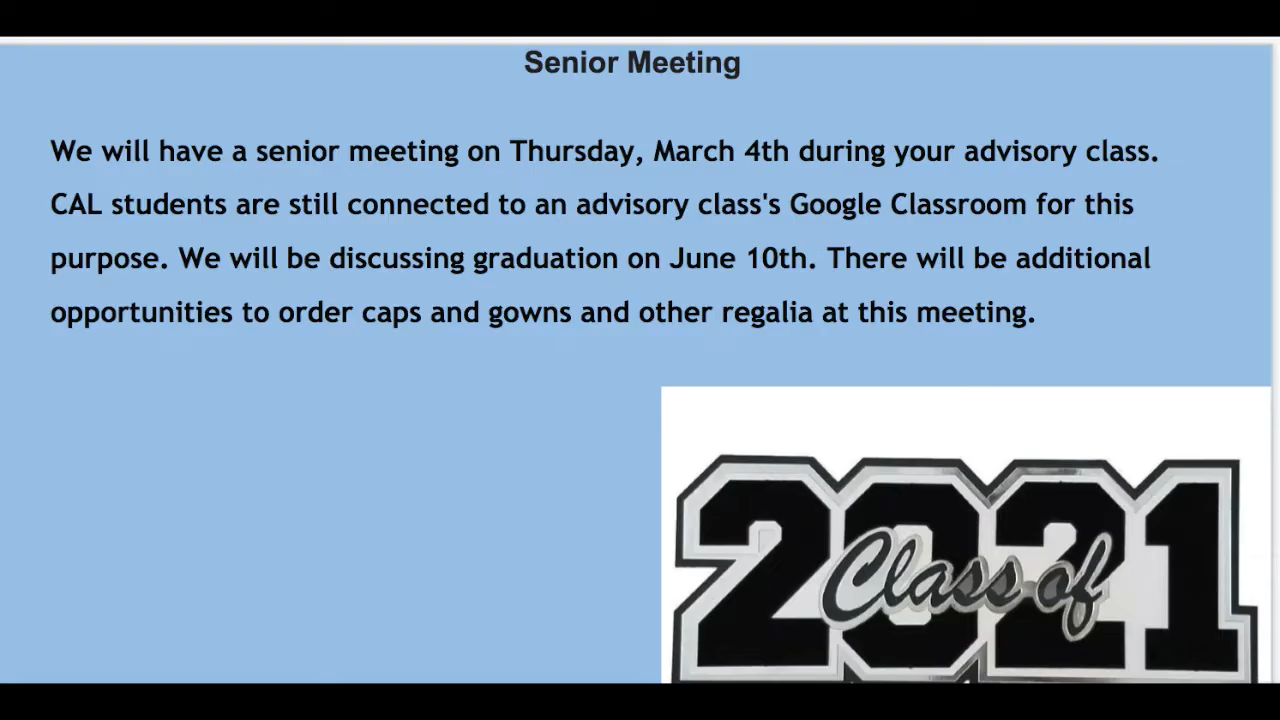 Senior Meeting
We will have a senior meeting on Thursday, March 4th during your advisory class.
CAL students are still connected to an advisory class's Google Classroom for this
purpose. We will be discussing graduation on June 10th. There will be additional
opportunities to order caps and gowns and other regalia at this meeting.
Class of
2021